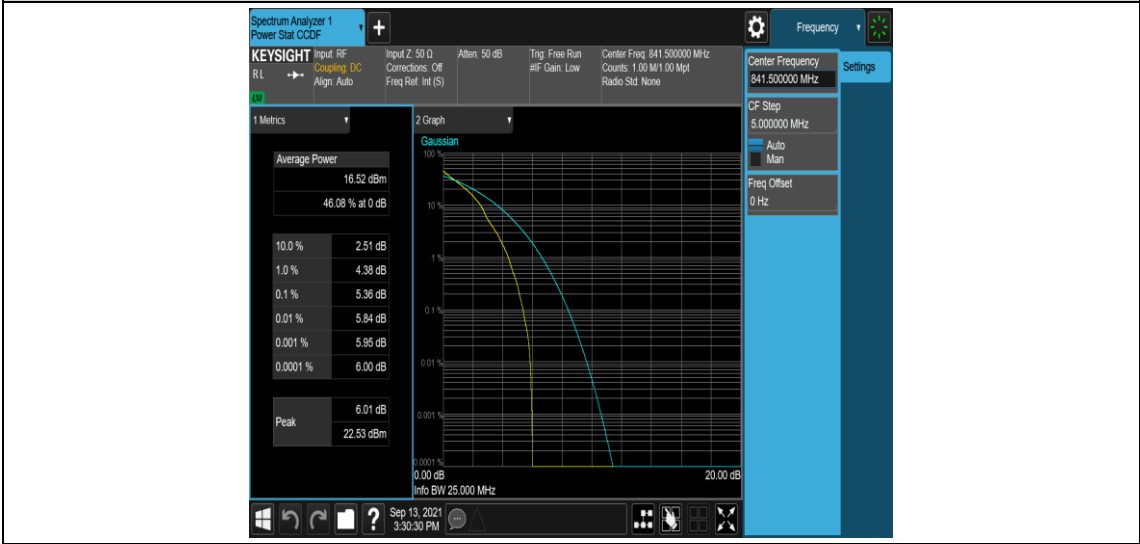 Spectrum Analyzer 1
Power Stat CCDF
+
Frequency
KEYSIGHT
RL
LM
Input: RF
Coupling: DC
Align: Auto
Input Z: 50 Ω
Corrections: Off
Freq Ref: Int (S)
Atten: 50 dB
Trig: Free Run
#IF Gain: Low
Center Freq: 841.500000 MHz
Counts: 1.00 M/1.00 Mpt
Radio Std: None
Center Frequency
841.500000 MHz
Settings
CF Step
5.000000 MHz
Auto
Man
Freq Offset
0 Hz
1 Metrics
Average Power
16.52 dBm
46.08 % at 0 dB
10.0 % 2.51 dB
1.0 % 4.38 dB
0.1 % 5.36 dB
0.01 % 5.84 dB
0.001 % 5.95 dB
0.0001 % 6.00 dB
Peak
6.01 dB
22.53 dBm
2 Graph
Gaussian
100 %
10 %
1 %
0.1 %
0.01 %
0.001 %
0.0001 %
0.00 dB
20.00 dB
Info BW 25.000 MHz
?
Sep 13, 2021
3:30:30 PM